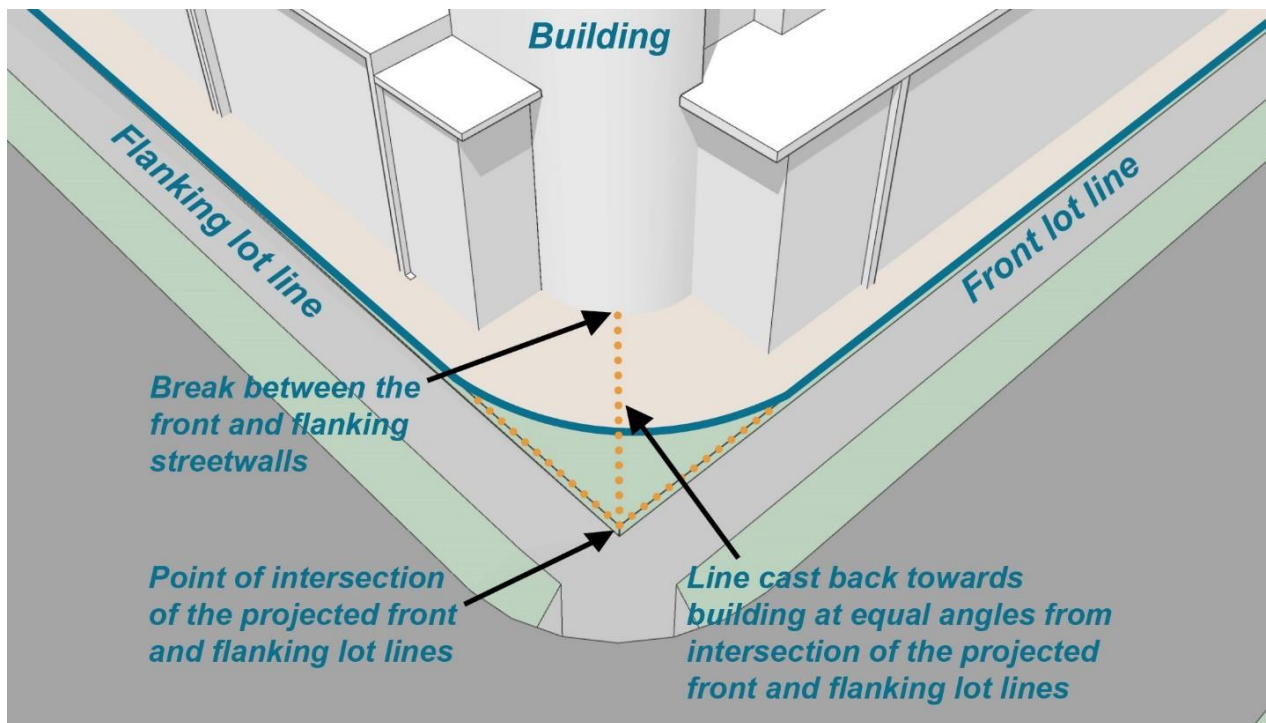 Building
Flanking lot line
Front lot line
Break between the
front and flanking
streetwalls
Point of intersection
of the projected front
and flanking lot lines
Line cast back towards
building at equal angles from
intersection of the projected
front and flanking lot lines